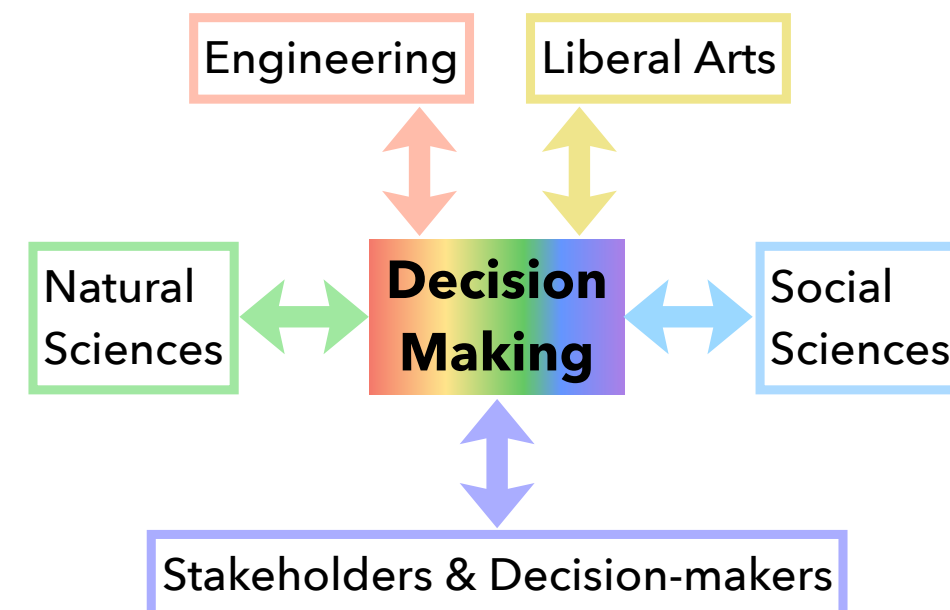 Engineering
Liberal Arts
Natural
Sciences
Decision
Making
Social
Sciences
Stakeholders & Decision-makers